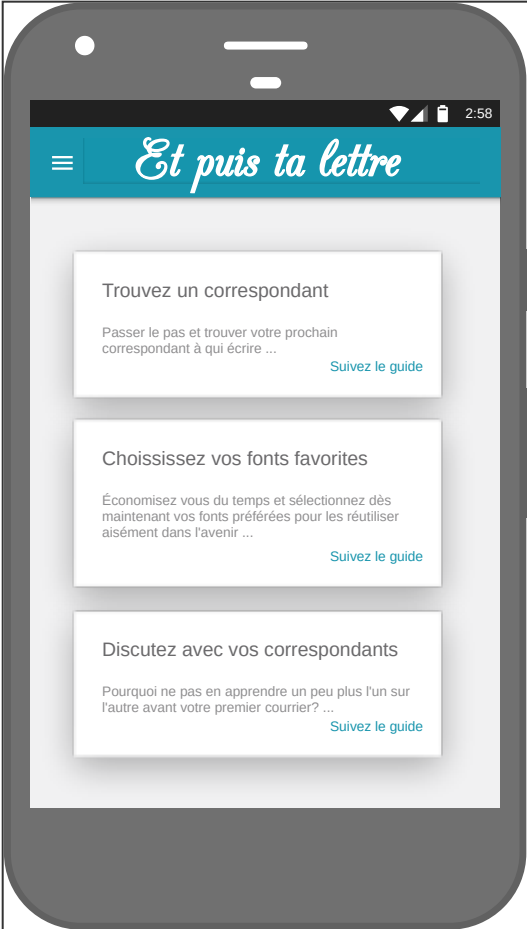 2:58
Et puis ta lettre
Trouvez un correspondant
Passer le pas et trouver votre prochain
correspondant à qui écrire ...
Suivez le guide
Choississez vos fonts favorites
Économisez vous du temps et sélectionnez dès
maintenant vos fonts préférées pour les réutiliser
aisément dans l'avenir ...
Suivez le guide
Discutez avec vos correspondants
Pourquoi ne pas en apprendre un peu plus l'un sur
l'autre avant votre premier courrier? ...
Suivez le guide